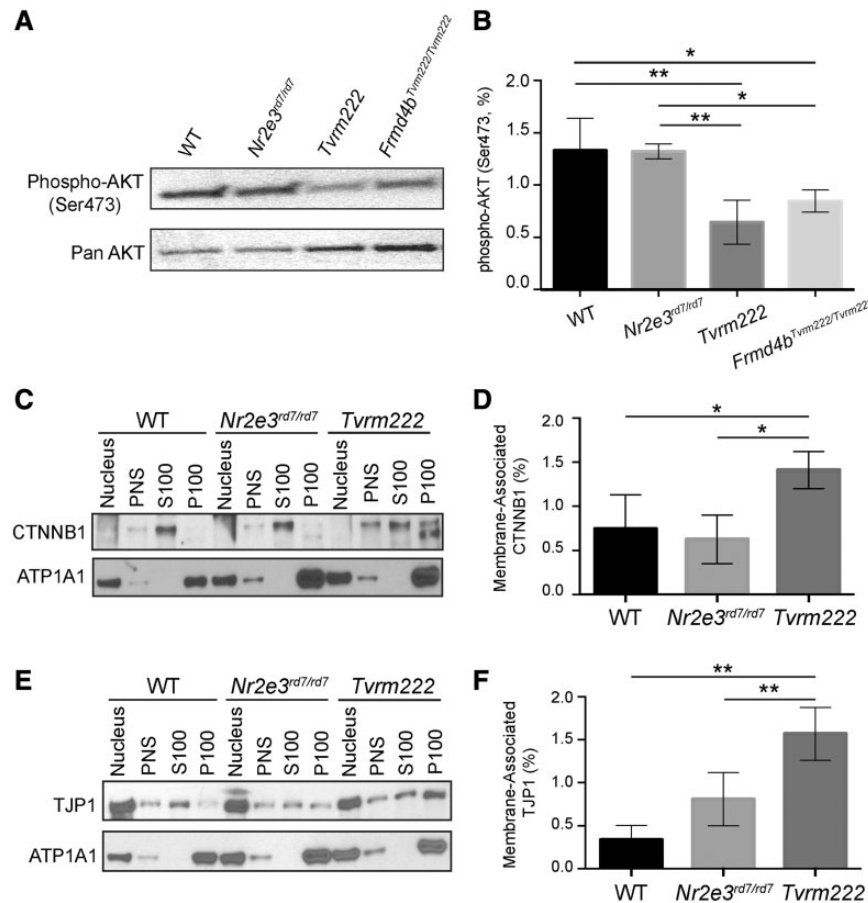 A
WT
Nr2e3rd7/rd7
Tvrm222
Frmd4bTvrm222/Tvrm222
Phospho-AKT
(Ser473)
Pan AKT
B
phospho-AKT (Ser473, %)
2.0
1.5
1.0
0.5
0.0
*
**
*
**
WT
Nr2e3rd7/rd7
Tvrm222
Frmd4bTvrm222/Tvrm222
C
WT Nr2e3rd7/rd7 Tvrm222
Nucleus PNS S100 P100 Nucleus PNS S100 P100 Nucleus PNS S100 P100
CTNNB1
ATP1A1
D
Membrane-Associated
CTNNB1 (%)
2.0
1.5
1.0
0.5
0.0
*
*
WT Nr2e3rd7/rd7 Tvrm222
E
WT Nr2e3rd7/rd7 Tvrm222
Nucleus PNS S100 P100 Nucleus PNS S100 P100 Nucleus PNS S100 P100
TJP1
ATP1A1
F
Membrane-Associated
TJP1 (%)
2.0
1.5
1.0
0.5
0.0
**
**
WT Nr2e3rd7/rd7 Tvrm222